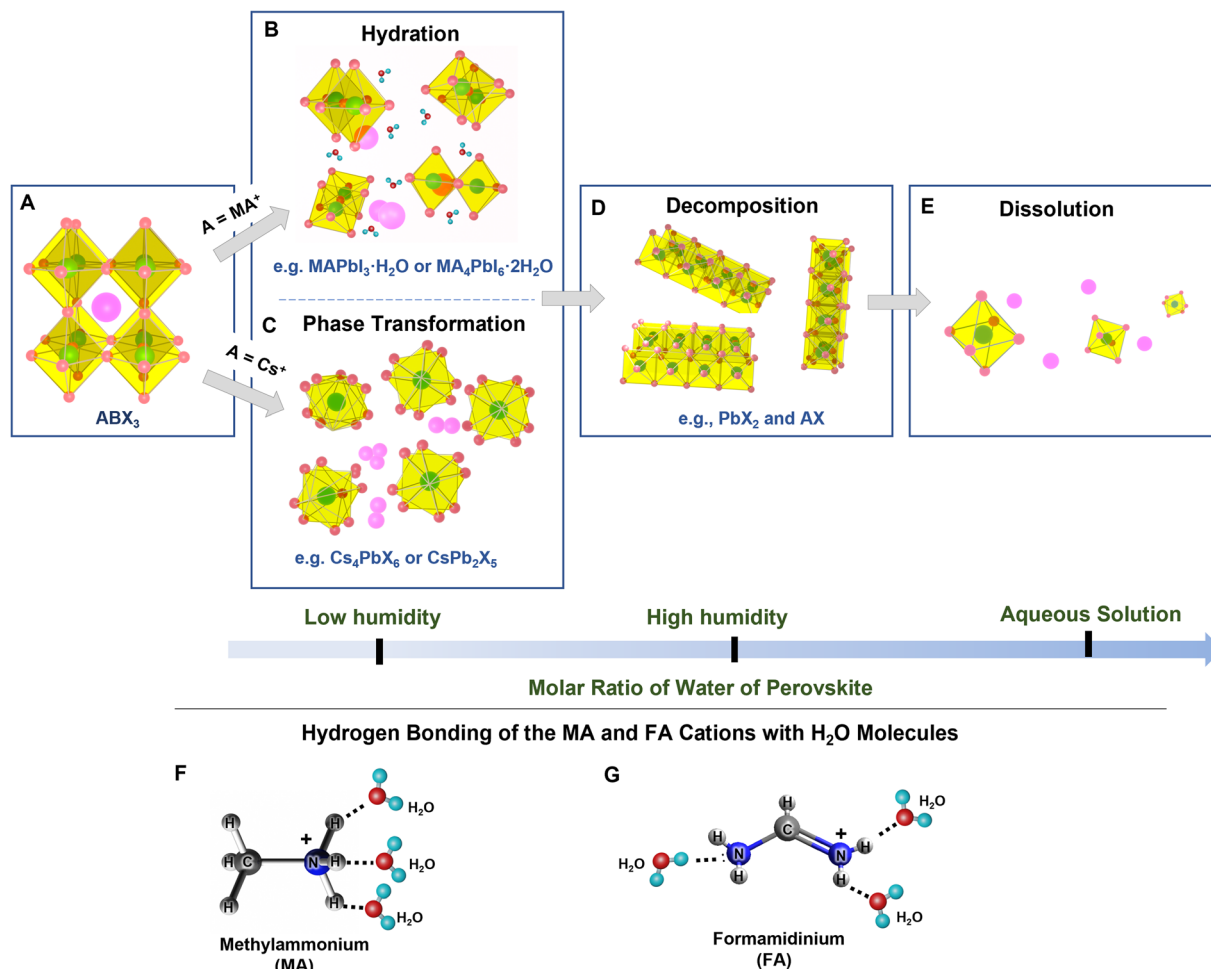 A
ABX₃
A = MA⁺
A = Cs⁺
B
Hydration
e.g. MAPbI₃·H₂O or MA₄PbI₆·2H₂O
C
Phase Transformation
e.g. Cs₄PbX₆ or CsPb₂X₅
D
Decomposition
e.g., PbX₂ and AX
E
Dissolution
Low humidity
High humidity
Aqueous Solution
Molar Ratio of Water of Perovskite
Hydrogen Bonding of the MA and FA Cations with H₂O Molecules
F
H
H
H
C
+
N
H
H
H
H₂O
H₂O
H₂O
Methylammonium
(MA)
G
H
C
H
N
H
+
N
H
H
H₂O
H₂O
H₂O
Formamidinium
(FA)